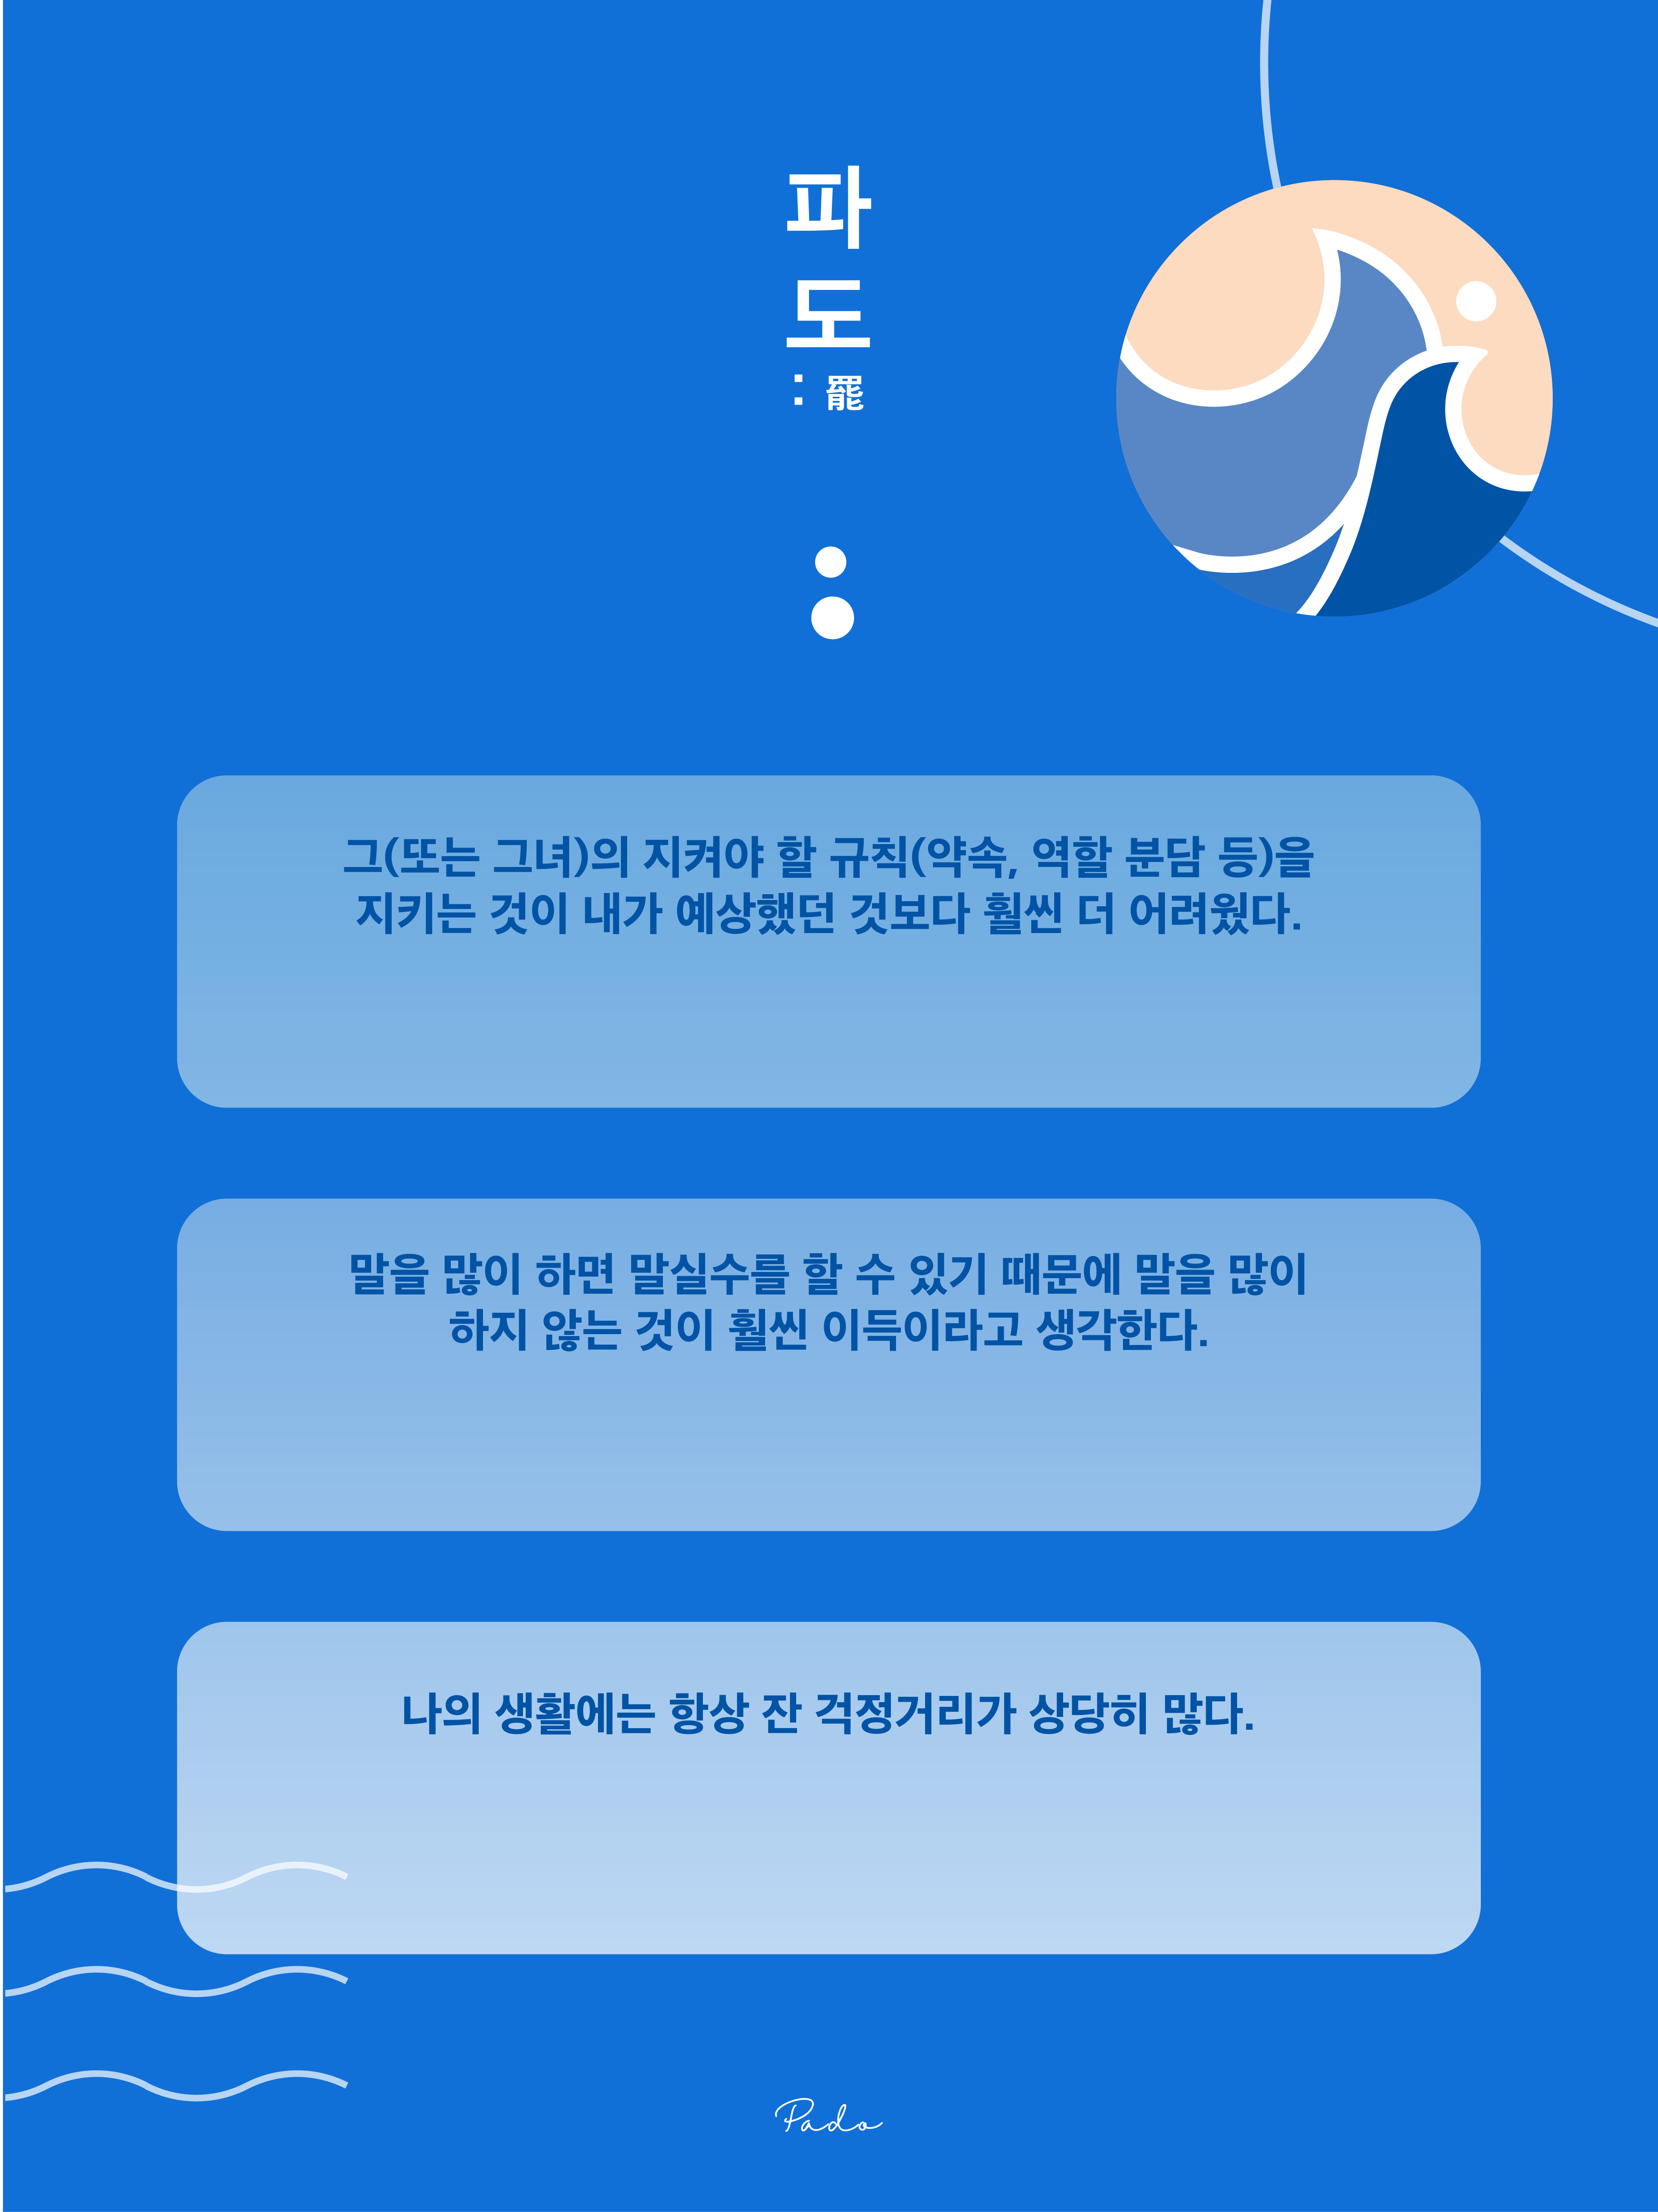 파
도
: 罷
그(또는 그녀)의 지켜야 할 규칙(약속, 역할 분담 등)을
지키는 것이 내가 예상했던 것보다 훨씬 더 어려웠다.
말을 많이 하면 말실수를 할 수 있기 때문에 말을 많이
하지 않는 것이 훨씬 이득이라고 생각한다.
나의 생활에는 항상 잔 걱정거리가 상당히 많다.
Pado